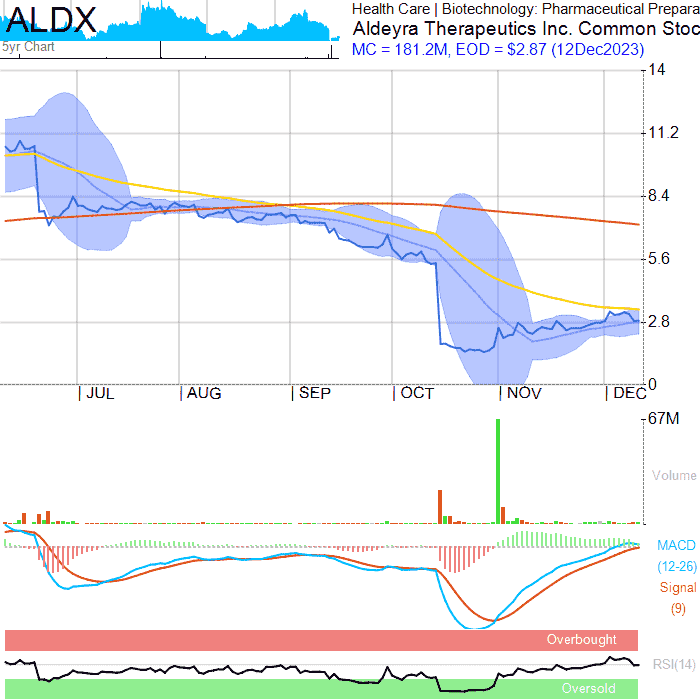 ALDX
5yr Chart
Health Care | Biotechnology: Pharmaceutical Prepara
Aldeyra Therapeutics Inc. Common Stoc
MC = 181.2M, EOD = $2.87 (12Dec2023)
14
11.2
8.4
5.6
2.8
0
JUL AUG SEP OCT NOV DEC
67M
Volume
MACD
(12-26)
Signal
(9)
Overbought
RSI(14)
Oversold